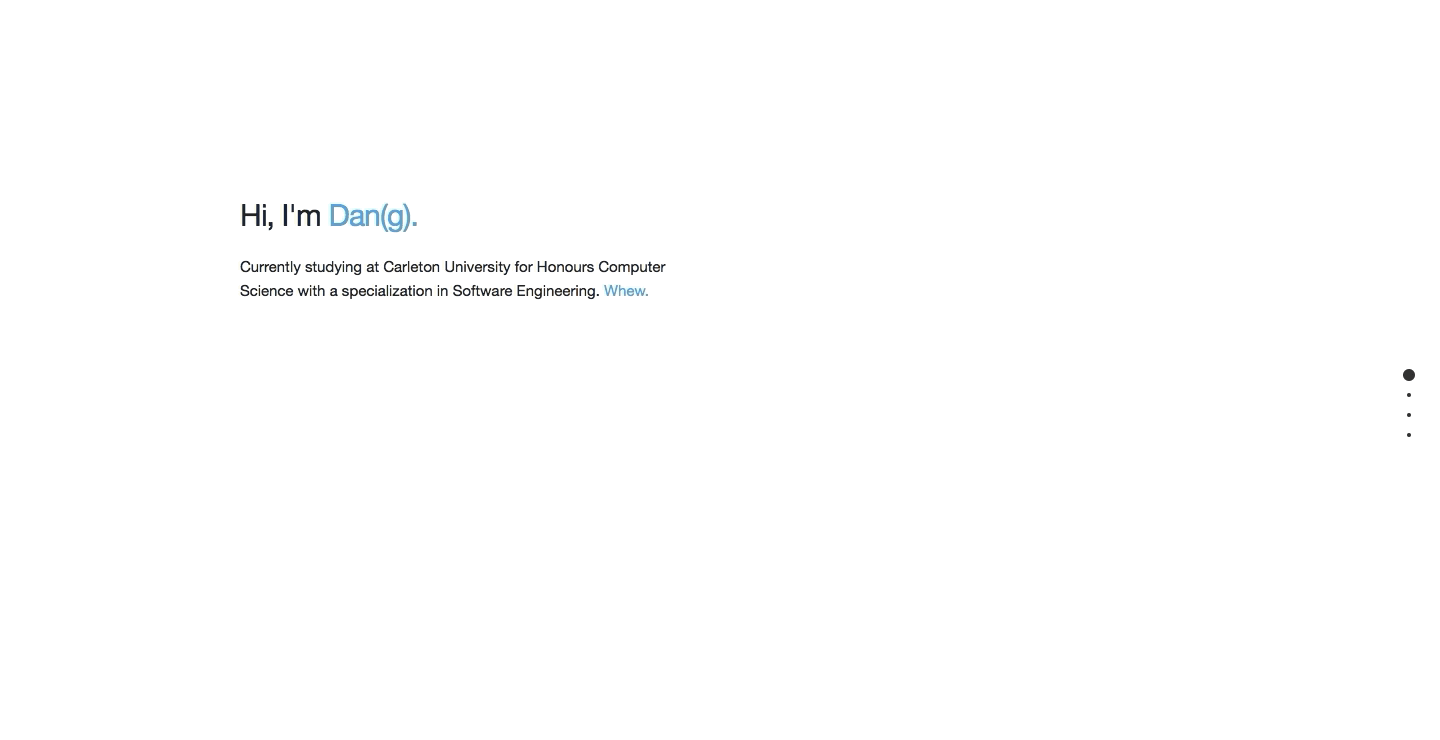 Hi, I'm Dan(g).
Currently studying at Carleton University for Honours Computer
Science with a specialization in Software Engineering. Whew.